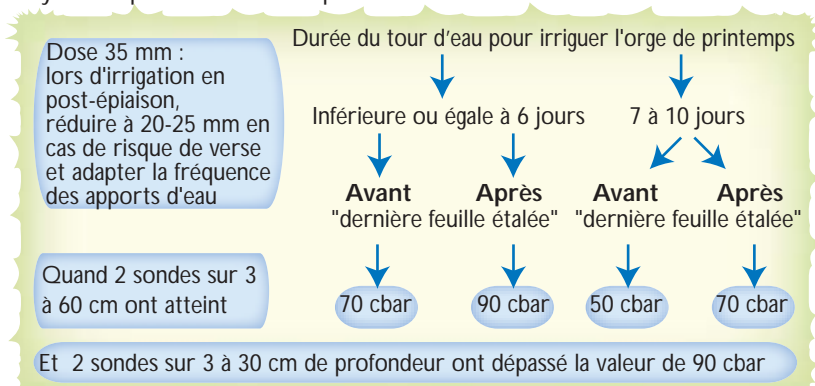 Dose 35 mm :
lors d'irrigation en
post-épiaison,
réduire à 20-25 mm en
cas de risque de verse
et adapter la fréquence
des apports d'eau
Durée du tour d'eau pour irriguer l'orge de printemps
Inférieure ou égale à 6 jours 7 à 10 jours
Avant Après Avant Après
"dernière feuille étalée" "dernière feuille étalée"
Quand 2 sondes sur 3
à 60 cm ont atteint
70 cbar 90 cbar 50 cbar 70 cbar
Et 2 sondes sur 3 à 30 cm de profondeur ont dépassé la valeur de 90 cbar